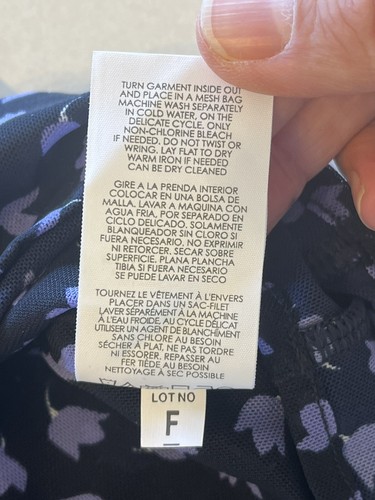 TURN GARMENT INSIDE OUT
AND PLACE IN A MESH BAG
MACHINE WASH SEPARATELY
IN COLD WATER, ON THE
DELICATE CYCLE. ONLY
NON-CHLORINE BLEACH
IF NEEDED. DO NOT TWIST OR
WRING. LAY FLAT TO DRY
WARM IRON IF NEEDED
CAN BE DRY CLEANED
GIRE A LA PRENDA INTERIOR
COLOCAR EN UNA BOLSA DE
MALLA. LAVAR A MAQUINA CON
AGUA FRIA, POR SEPARADO EN
CICLO DELICADO. SOLAMENTE
BLANQUEADOR SIN CLORO SI
FUERA NECESARIO, NO EXPRIMIR
NI RETORCER. SECAR SOBRE
SUPERFICIE. PLANA PLANCHA
TIBIA SI FUERA NECESARIO
SE PUEDE LAVAR EN SECO
TOURNEZ LE VÊTEMENT À L'ENVERS
PLACER DANS UN SAC-FILET
LAVER SÉPARÉMENT À LA MACHINE
À L'EAU FROIDE, AU CYCLE DÉLICAT
UTILISER UN AGENT DE BLANCHIMENT
SANS CHLORE AU BESOIN
SÉCHER À PLAT. NE PAS TORDRE
NI ESSORER. REPASSER AU
FER TIÈDE AU BESOIN
NETTOYAGE À SEC POSSIBLE
LOT NO
F